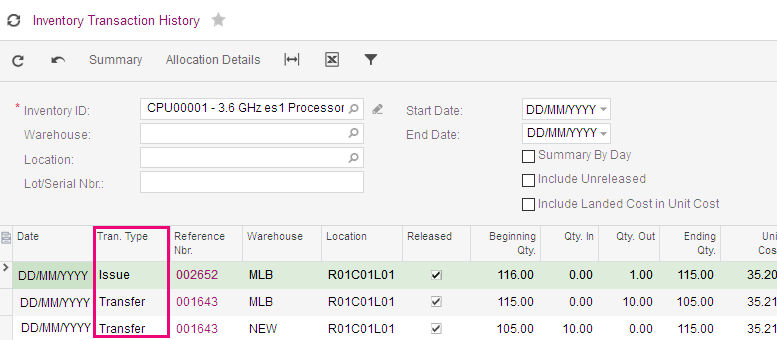 Inventory Transaction History
Summary Allocation Details
* Inventory ID: CPU00001 - 3.6 GHz es1 Processor Start Date: DD/MM/YYYY
Warehouse: End Date: DD/MM/YYYY
Location: Summary By Day
Lot/Serial Nbr.: Include Unreleased
Include Landed Cost in Unit Cost
Date Tran. Type Reference Nbr. Warehouse Location Released Beginning Qty. Qty. In Qty. Out Ending Qty. Unit Cos
DD/MM/YYYY Issue 002652 MLB R01C01L01 116.00 0.00 1.00 115.00 35.20
DD/MM/YYYY Transfer 001643 MLB R01C01L01 115.00 0.00 10.00 105.00 35.21
DD/MM/YYYY Transfer 001643 NEW R01C01L01 105.00 10.00 0.00 115.00 35.21